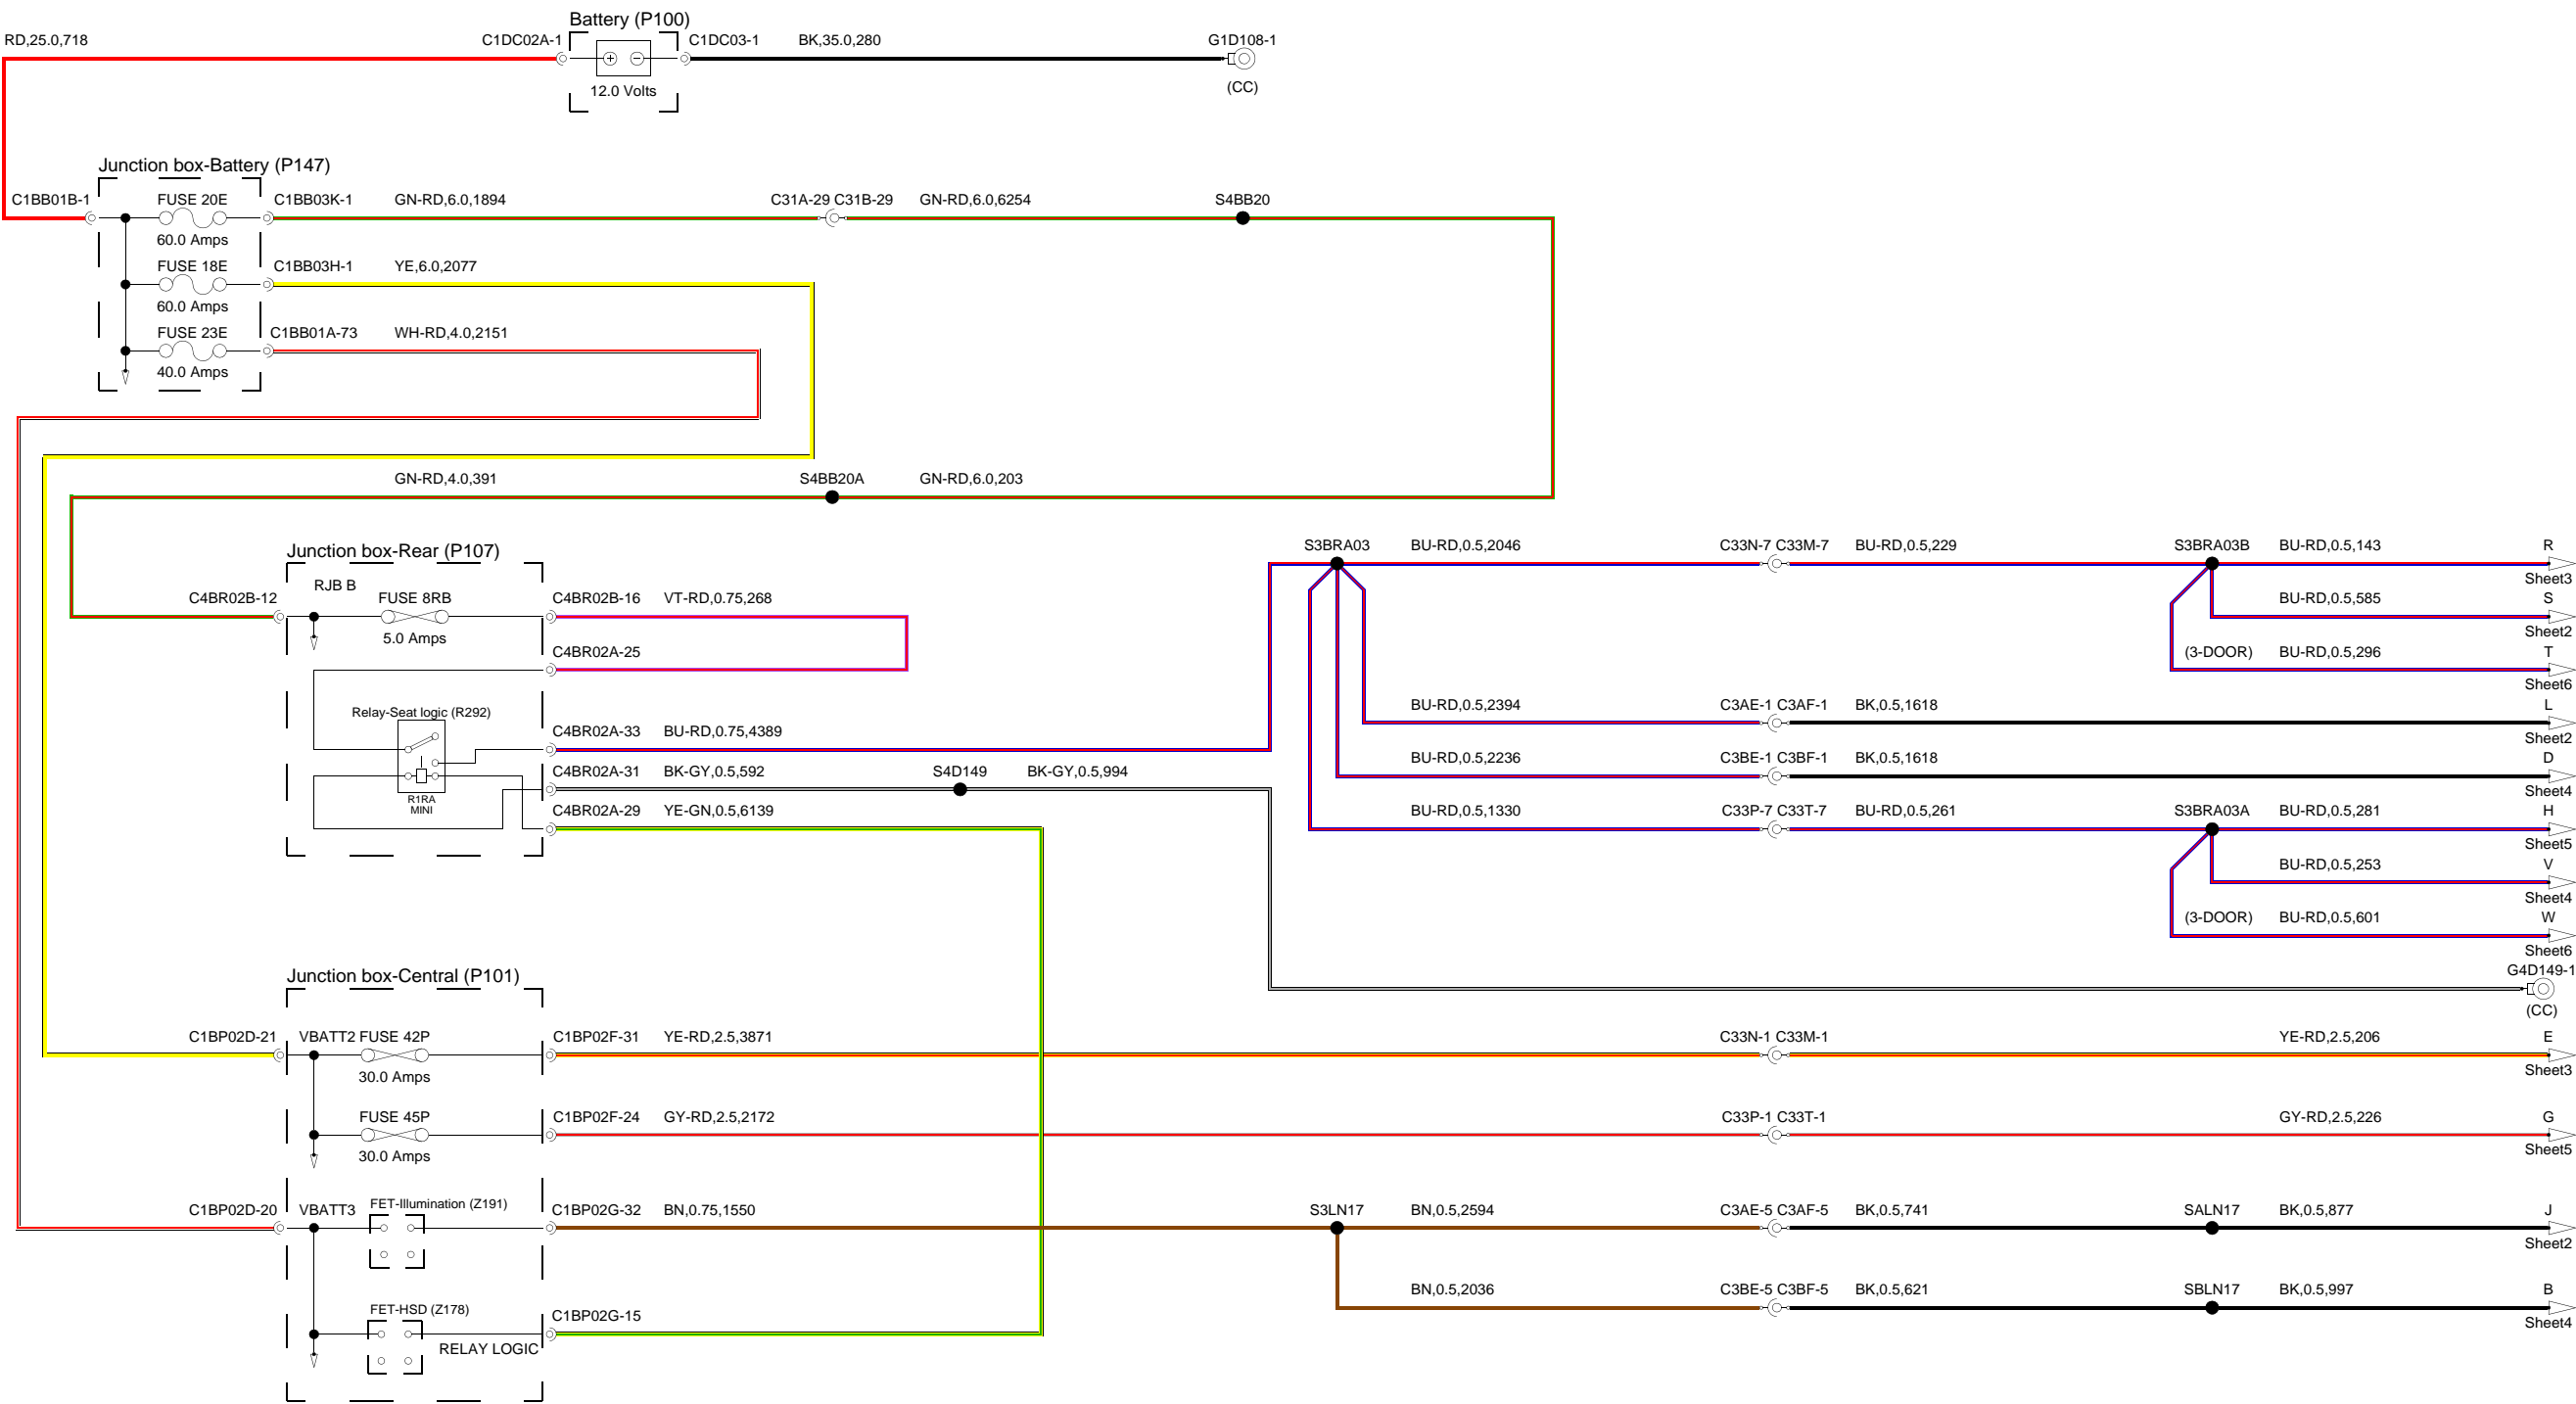 Battery (P100)
RD,25.0,718 C1DC02A-1 C1DC03-1 BK,35.0,280 G1D108-1
12.0 Volts (CC)
Junction box-Battery (P147)
C1BB01B-1 FUSE 20E C1BB03K-1 GN-RD,6.0,1894 C31A-29 C31B-29 GN-RD,6.0,6254 S4BB20
60.0 Amps
FUSE 18E C1BB03H-1 YE,6.0,2077
60.0 Amps
FUSE 23E C1BB01A-73 WH-RD,4.0,2151
40.0 Amps
GN-RD,4.0,391 S4BB20A GN-RD,6.0,203
Junction box-Rear (P107) S3BRA03 BU-RD,0.5,2046 C33N-7 C33M-7 BU-RD,0.5,229 S3BRA03B BU-RD,0.5,143 R
RJB B Sheet3
C4BR02B-12 FUSE 8RB C4BR02B-16 VT-RD,0.75,268 BU-RD,0.5,585 S
5.0 Amps Sheet2
C4BR02A-25 (3-DOOR) BU-RD,0.5,296 T
Sheet6
Relay-Seat logic (R292) BU-RD,0.5,2394 C3AE-1 C3AF-1 BK,0.5,1618 L
C4BR02A-33 BU-RD,0.75,4389 Sheet2
BU-RD,0.5,2236 C3BE-1 C3BF-1 BK,0.5,1618 D
C4BR02A-31 BK-GY,0.5,592 S4D149 BK-GY,0.5,994 Sheet4
R1RA
MINI
C4BR02A-29 YE-GN,0.5,6139 BU-RD,0.5,1330 C33P-7 C33T-7 BU-RD,0.5,261 S3BRA03A BU-RD,0.5,281 H
Sheet5
BU-RD,0.5,253 V
Sheet4
(3-DOOR) BU-RD,0.5,601 W
Sheet6
Junction box-Central (P101) G4D149-1
(CC)
C1BP02D-21 VBATT2 FUSE 42P C1BP02F-31 YE-RD,2.5,3871 C33N-1 C33M-1 YE-RD,2.5,206 E
30.0 Amps Sheet3
FUSE 45P C1BP02F-24 GY-RD,2.5,2172 C33P-1 C33T-1 GY-RD,2.5,226 G
30.0 Amps Sheet5
C1BP02D-20 VBATT3 FET-Illumination (Z191) C1BP02G-32 BN,0.75,1550 S3LN17 BN,0.5,2594 C3AE-5 C3AF-5 BK,0.5,741 SALN17 BK,0.5,877 J
Sheet2
BN,0.5,2036 C3BE-5 C3BF-5 BK,0.5,621 SBLN17 BK,0.5,997 B
FET-HSD (Z178) C1BP02G-15 Sheet4
RELAY LOGIC